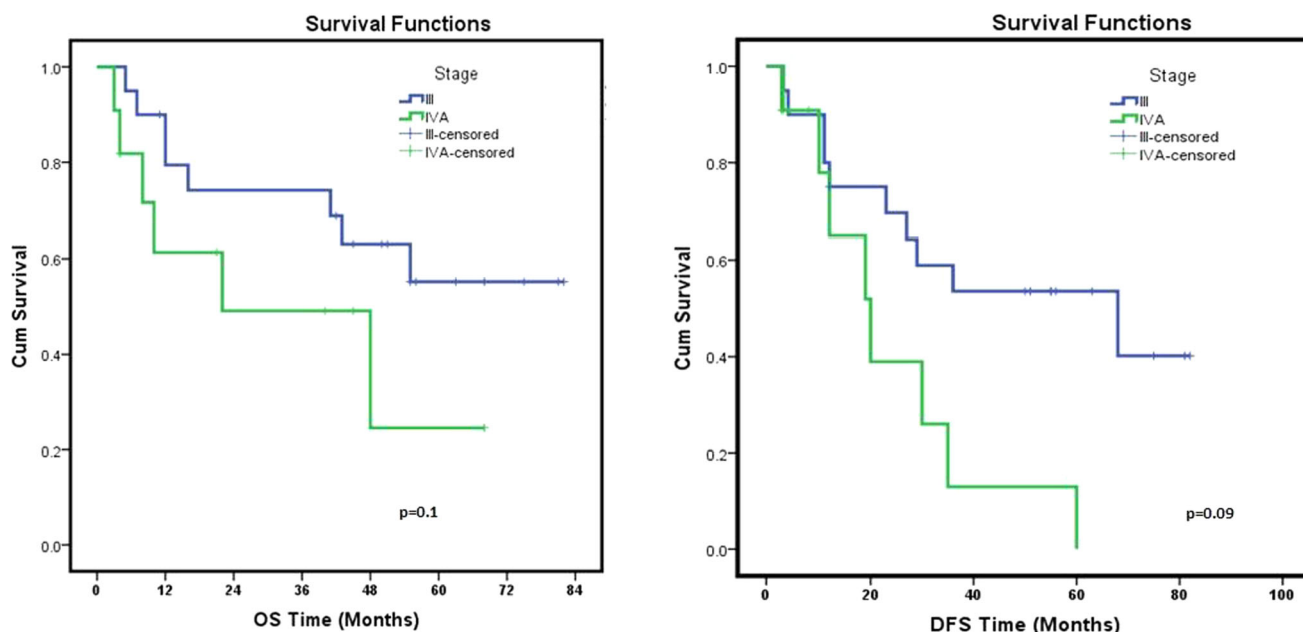 Survival Functions
Stage
III
IVA
III-censored
IVA-censored
Cum Survival
1.0
0.8
0.6
0.4
0.2
0.0
p=0.1
0 12 24 36 48 60 72 84
OS Time (Months)
Survival Functions
Stage
III
IVA
III-censored
IVA-censored
Cum Survival
1.0
0.8
0.6
0.4
0.2
0.0
p=0.09
0 20 40 60 80 100
DFS Time (Months)